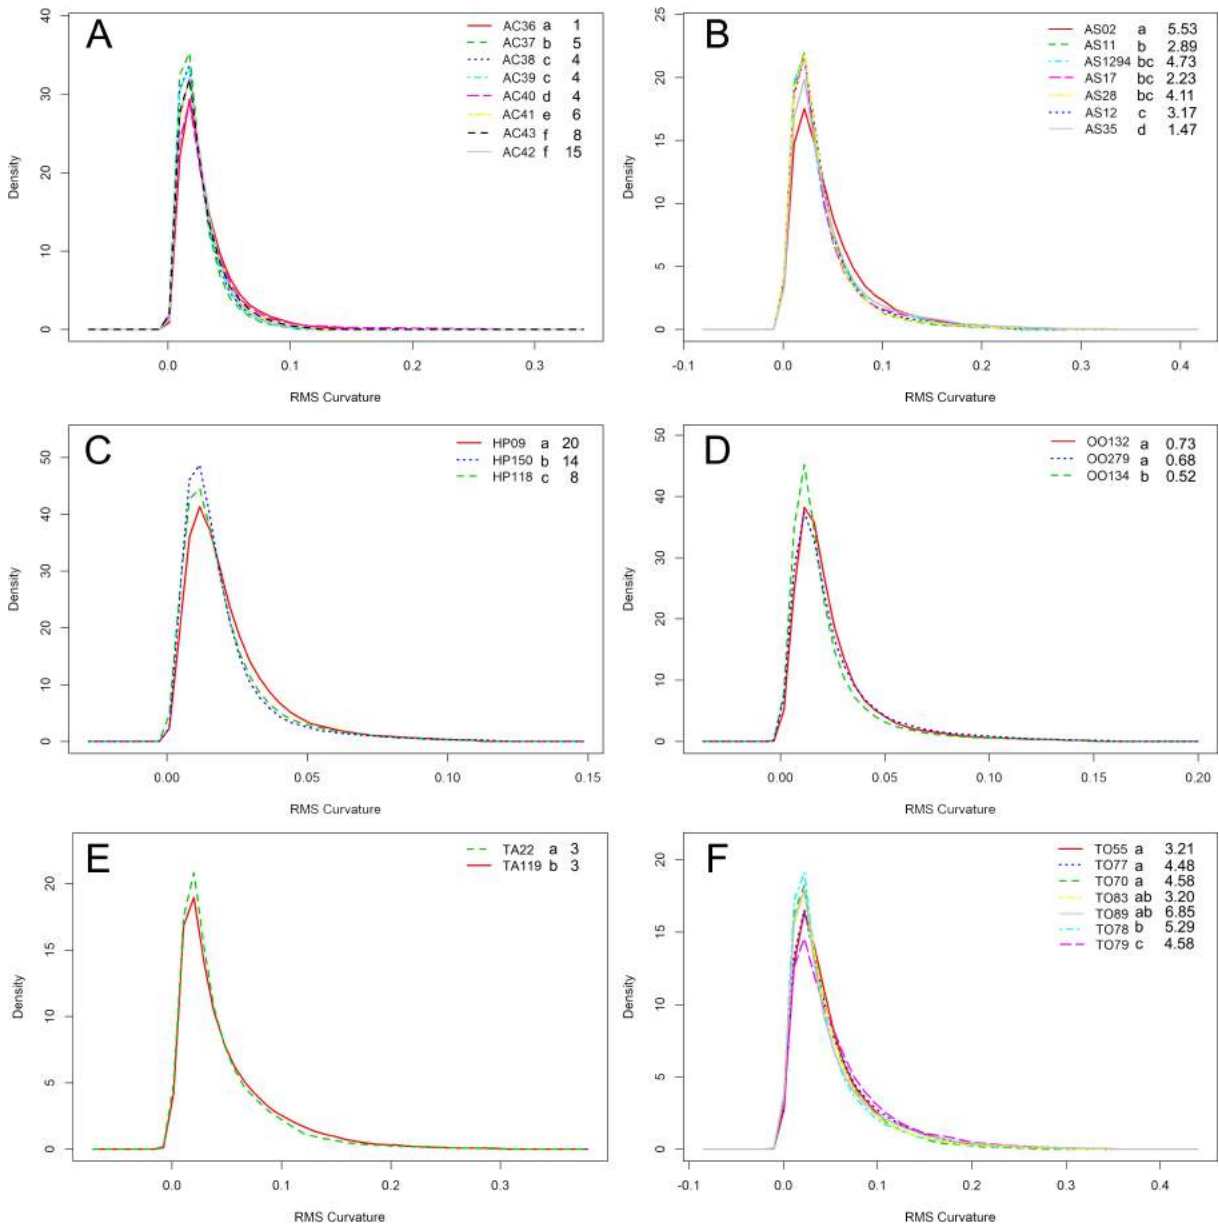 A
AC36 a 1
AC37 b 5
AC38 c 4
AC39 c 4
AC40 d 4
AC41 e 6
AC43 f 8
AC42 f 15
40
30
20
10
0
Density
0.0 0.1 0.2 0.3
RMS Curvature
B
AS02 a 5.53
AS11 b 2.89
AS1294 bc 4.73
AS17 bc 2.23
AS28 bc 4.11
AS12 c 3.17
AS35 d 1.47
25
20
15
10
5
0
Density
-0.1 0.0 0.1 0.2 0.3 0.4
RMS Curvature
C
HP09 a 20
HP150 b 14
HP118 c 8
50
40
30
20
10
0
Density
0.00 0.05 0.10 0.15
RMS Curvature
D
OO132 a 0.73
OO279 a 0.68
OO134 b 0.52
50
40
30
20
10
0
Density
0.00 0.05 0.10 0.15 0.20
RMS Curvature
E
TA22 a 3
TA119 b 3
20
15
10
5
0
Density
0.0 0.1 0.2 0.3
RMS Curvature
F
TO55 a 3.21
TO77 a 4.48
TO70 a 4.58
TO83 ab 3.20
TO89 ab 6.85
TO78 b 5.29
TO79 c 4.58
20
15
10
5
0
Density
-0.1 0.0 0.1 0.2 0.3 0.4
RMS Curvature